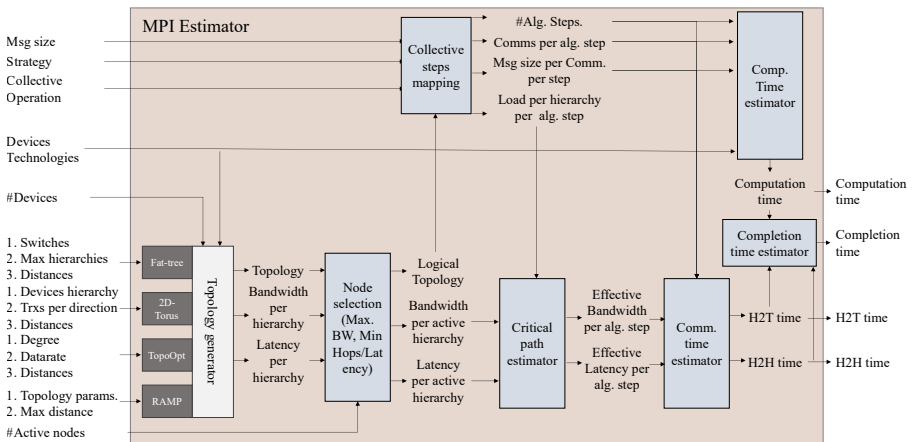 MPI Estimator
Msg size
Strategy
Collective
Operation
Devices
Technologies
#Devices
1. Switches
2. Max hierarchies
3. Distances
1. Devices hierarchy
2. Trxs per direction
3. Distances
1. Degree
2. Datarate
3. Distances
1. Topology params.
2. Max distance
#Active nodes
Fat-tree
2D-
Torus
TopoOpt
RAMP
Topology generator
Topology
Bandwidth
per
hierarchy
Latency
per
hierarchy
Node
selection
(Max.
BW, Min
Hops/Lat
ency)
Collective
steps
mapping
#Alg. Steps.
Comms per alg. step
Msg size per Comm.
per step
Load per hierarchy
per alg. step
Logical
Topology
Bandwidth
per active
hierarchy
Latency
per active
hierarchy
Critical
path
estimator
Effective
Bandwidth
per alg. step
Effective
Latency per
alg. step
Comm.
time
estimator
Comp.
Time
estimator
Computation
time
Completion
time estimator
H2T time
H2H time
Computation
time
Completion
time
H2T time
H2H time